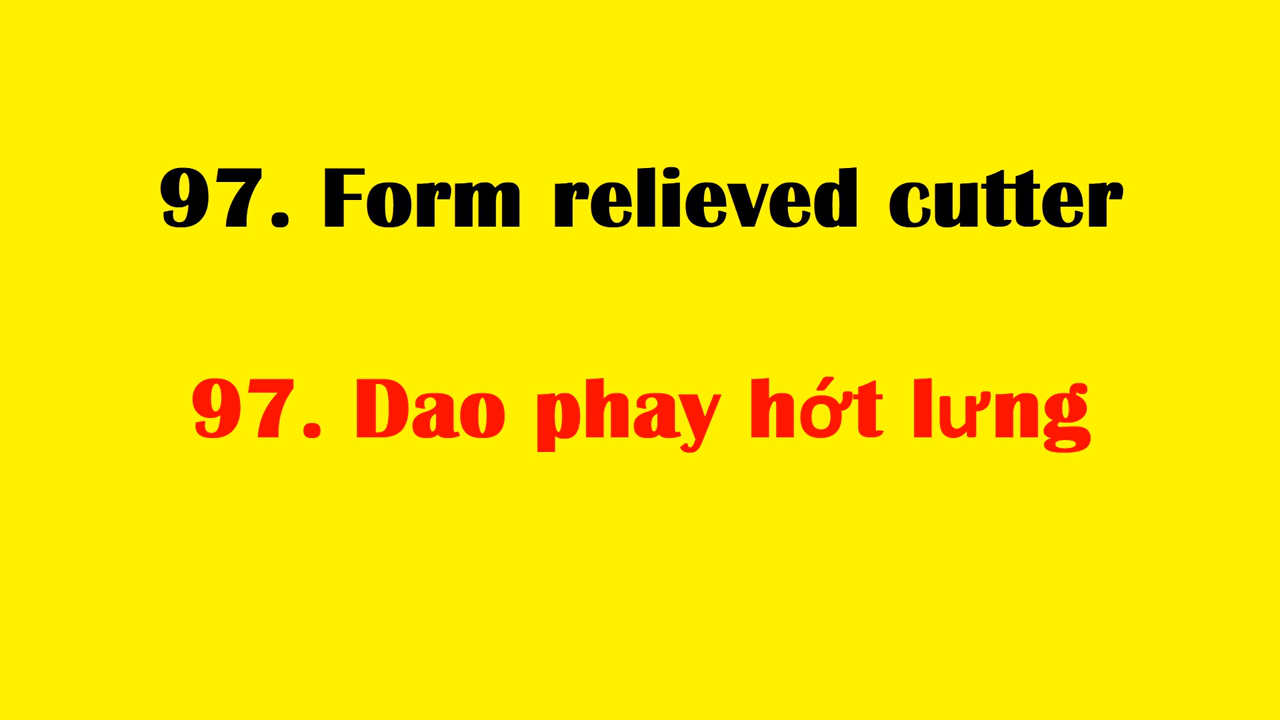 97. Form relieved cutter
97. Dao phay hớt lưng